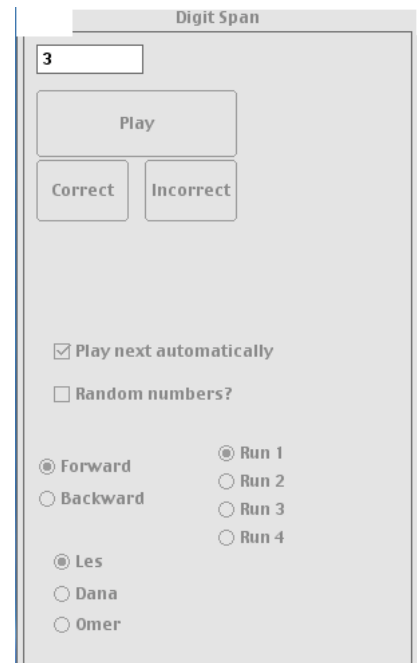 Digit Span
3
Play
Correct Incorrect
Play next automatically
Random numbers?
Forward
Backward
Run 1
Run 2
Run 3
Run 4
Les
Dana
Omer